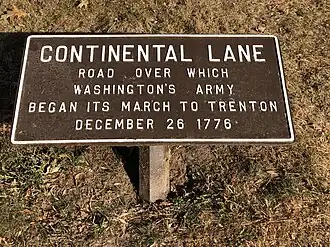 CONTINENTAL LANE
ROAD OVER WHICH
WASHINGTON'S ARMY
BEGAN ITS MARCH TO TRENTON
DECEMBER 26 1776